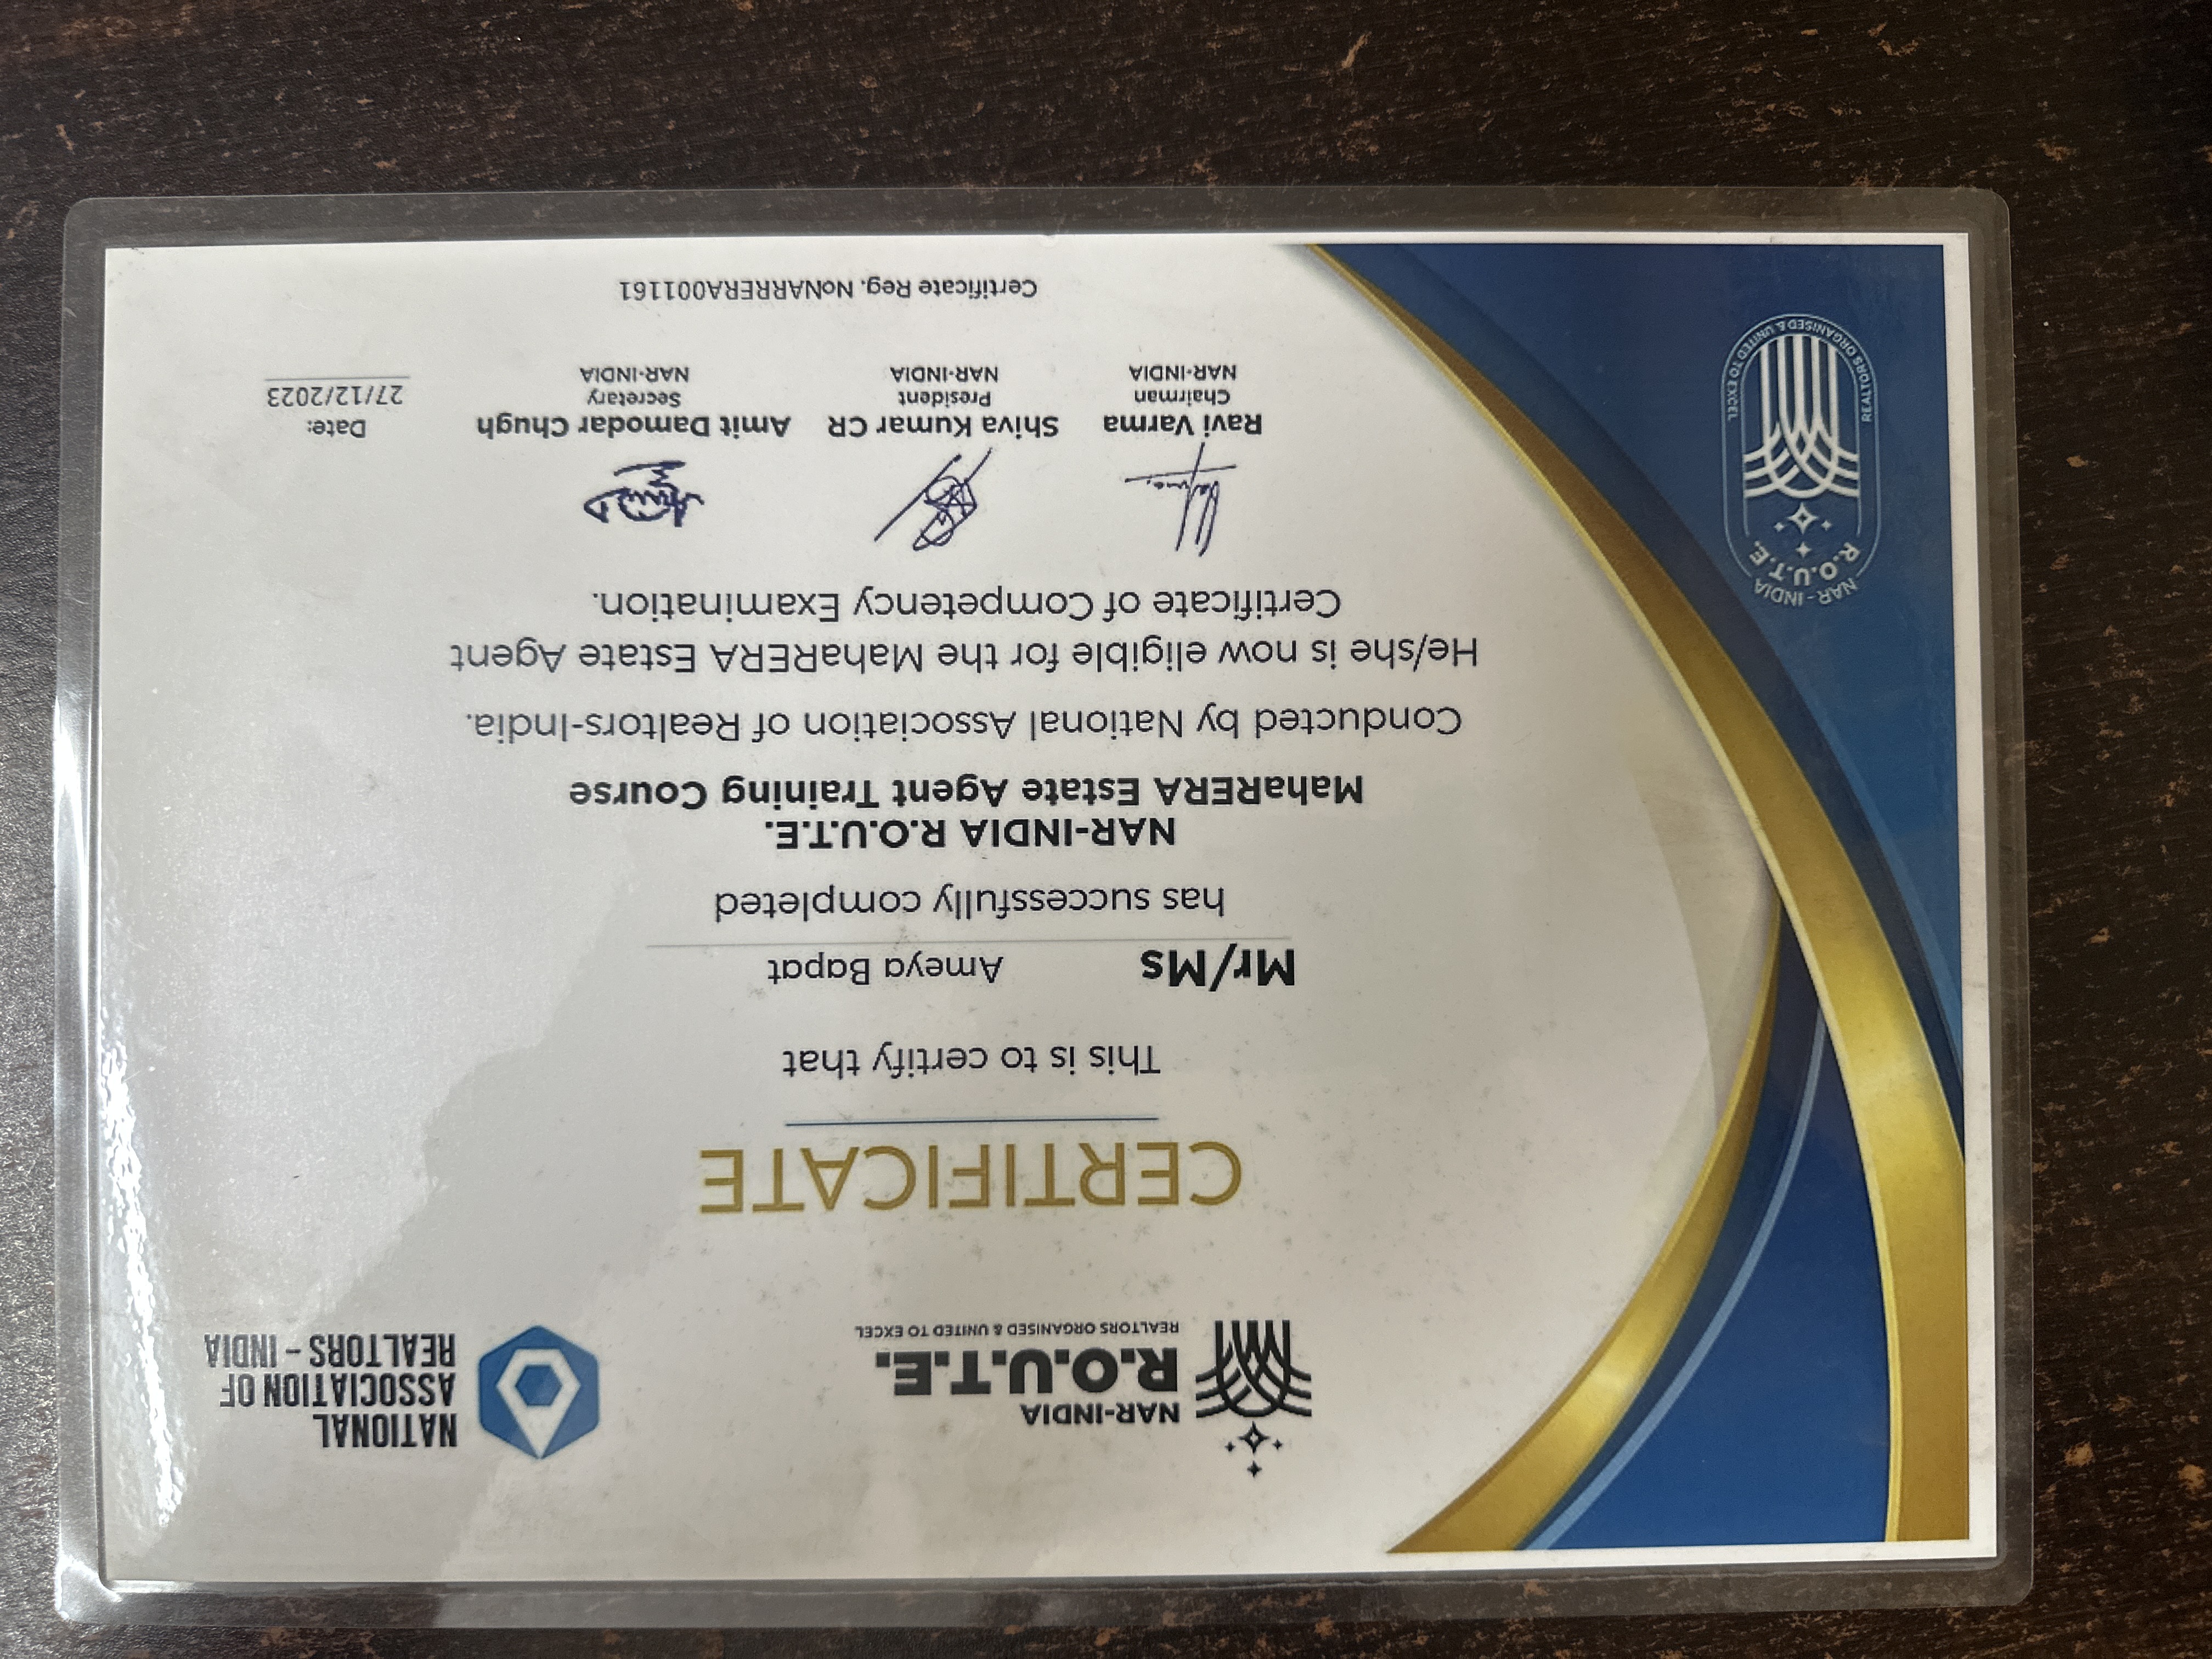 NAR-INDIA
R.O.U.T.E.
REALTORS ORGANISED & UNITED TO EXCEL
NATIONAL
ASSOCIATION OF
REALTORS - INDIA
CERTIFICATE
This is to certify that
Mr/Ms Ameya Bapat
has successfully completed
NAR-INDIA R.O.U.T.E.
MahaRERA Estate Agent Training Course
Conducted by National Association of Realtors-India.
He/she is now eligible for the MahaRERA Estate Agent
Certificate of Competency Examination.
Ravi Varma
Chairman
NAR-INDIA
Shiva Kumar CR
President
NAR-INDIA
Amit Damodar Chugh
Secretary
NAR-INDIA
Date:
27/12/2023
Certificate Reg. NoNARRERA001161
NAR - INDIA
R.O.U.T.E.
REALTORS ORGANISED & UNITED TO EXCEL